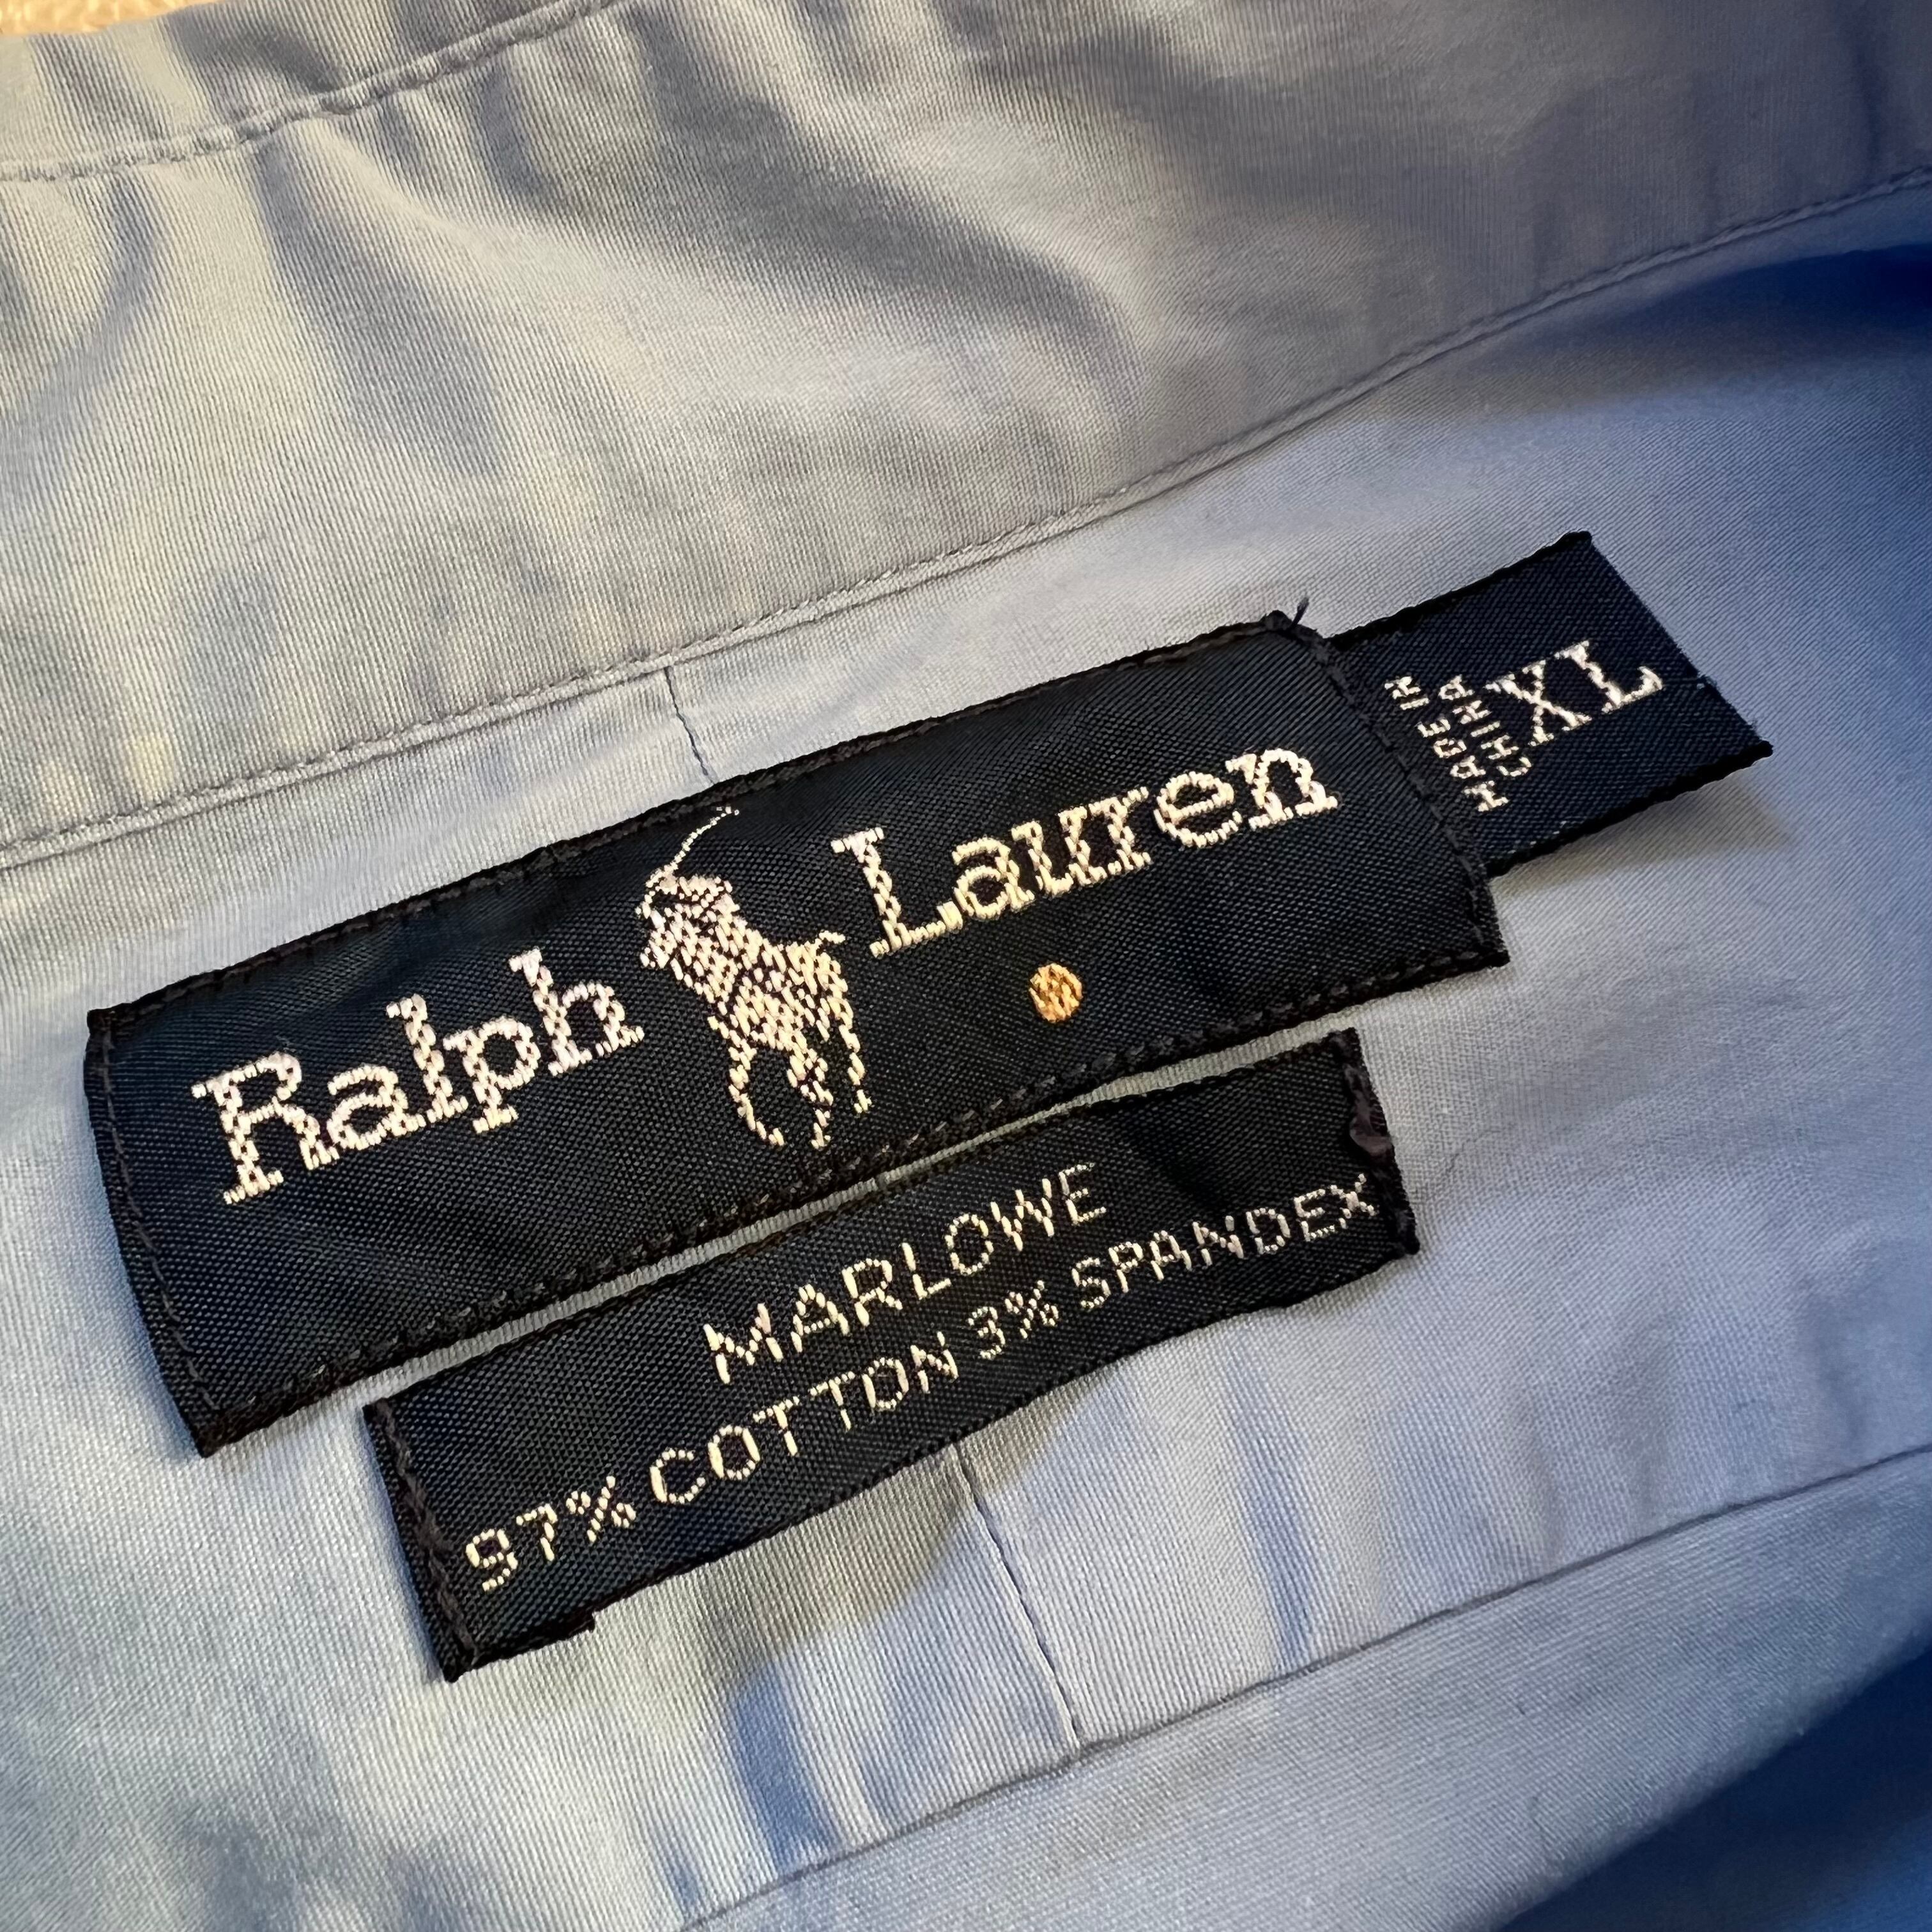 Ralph Lauren
MADE IN
CHINA
XL
MARLOWE
97% COTTON 3% SPANDEX